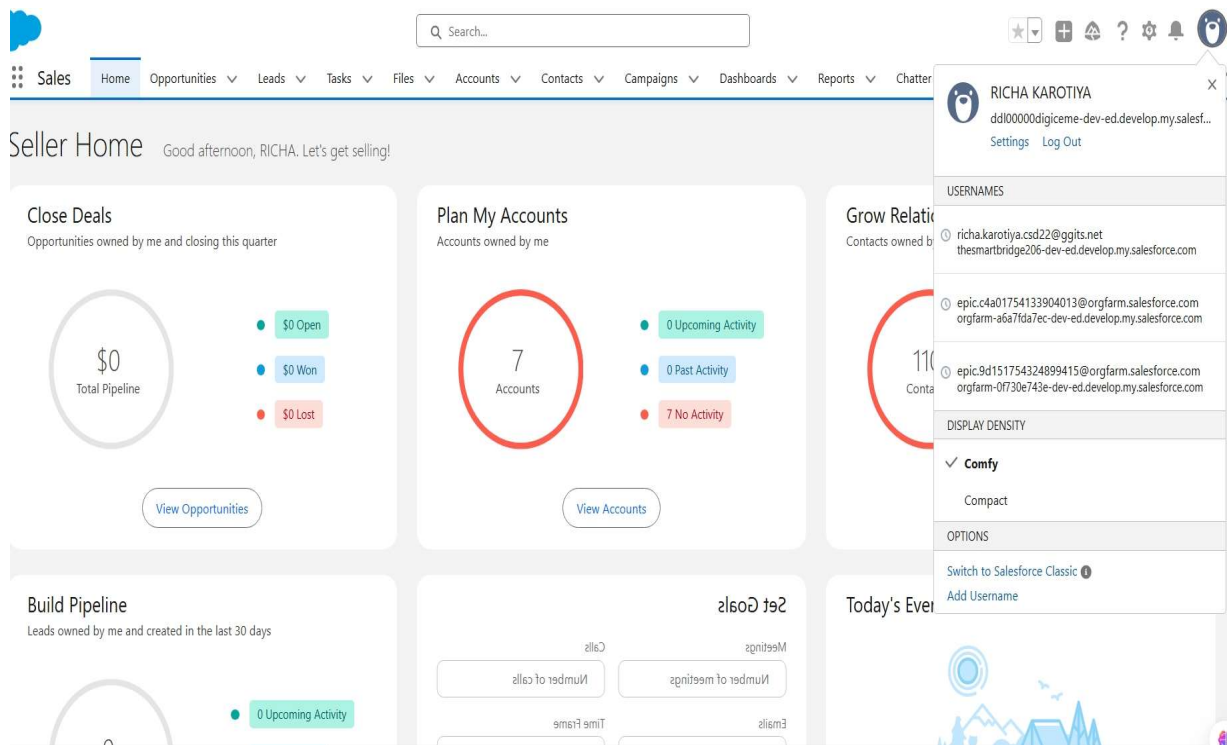 Search...
Sales Home Opportunities Leads Tasks Files Accounts Contacts Campaigns Dashboards Reports Chatter
Seller Home Good afternoon, RICHA. Let's get selling!
Close Deals
Opportunities owned by me and closing this quarter
$0
Total Pipeline
$0 Open
$0 Won
$0 Lost
View Opportunities
Plan My Accounts
Accounts owned by me
7
Accounts
0 Upcoming Activity
0 Past Activity
7 No Activity
View Accounts
Grow
Contacts owned
RICHA KAROTIYA
ddl00000digiceme-dev-ed.develop.my.salesf...
Settings Log Out
USERNAMES
richa.karotiya.csd22@ggits.net
thesmartbridge206-dev-ed.develop.my.salesforce.com
epic.c4a01754133904013@orgfarm.salesforce.com
orgfarm-a6a7fda7ec-dev-ed.develop.my.salesforce.com
epic.9d151754324899415@orgfarm.salesforce.com
orgfarm-0f730e743e-dev-ed.develop.my.salesforce.com
DISPLAY DENSITY
Comfy
Compact
OPTIONS
Switch to Salesforce Classic
Add Username
Build Pipeline
Leads owned by me and created in the last 30 days
0 Upcoming Activity
Set Goals
Calls Meetings
Number of calls Number of meetings
Time Frame Emails
Today's